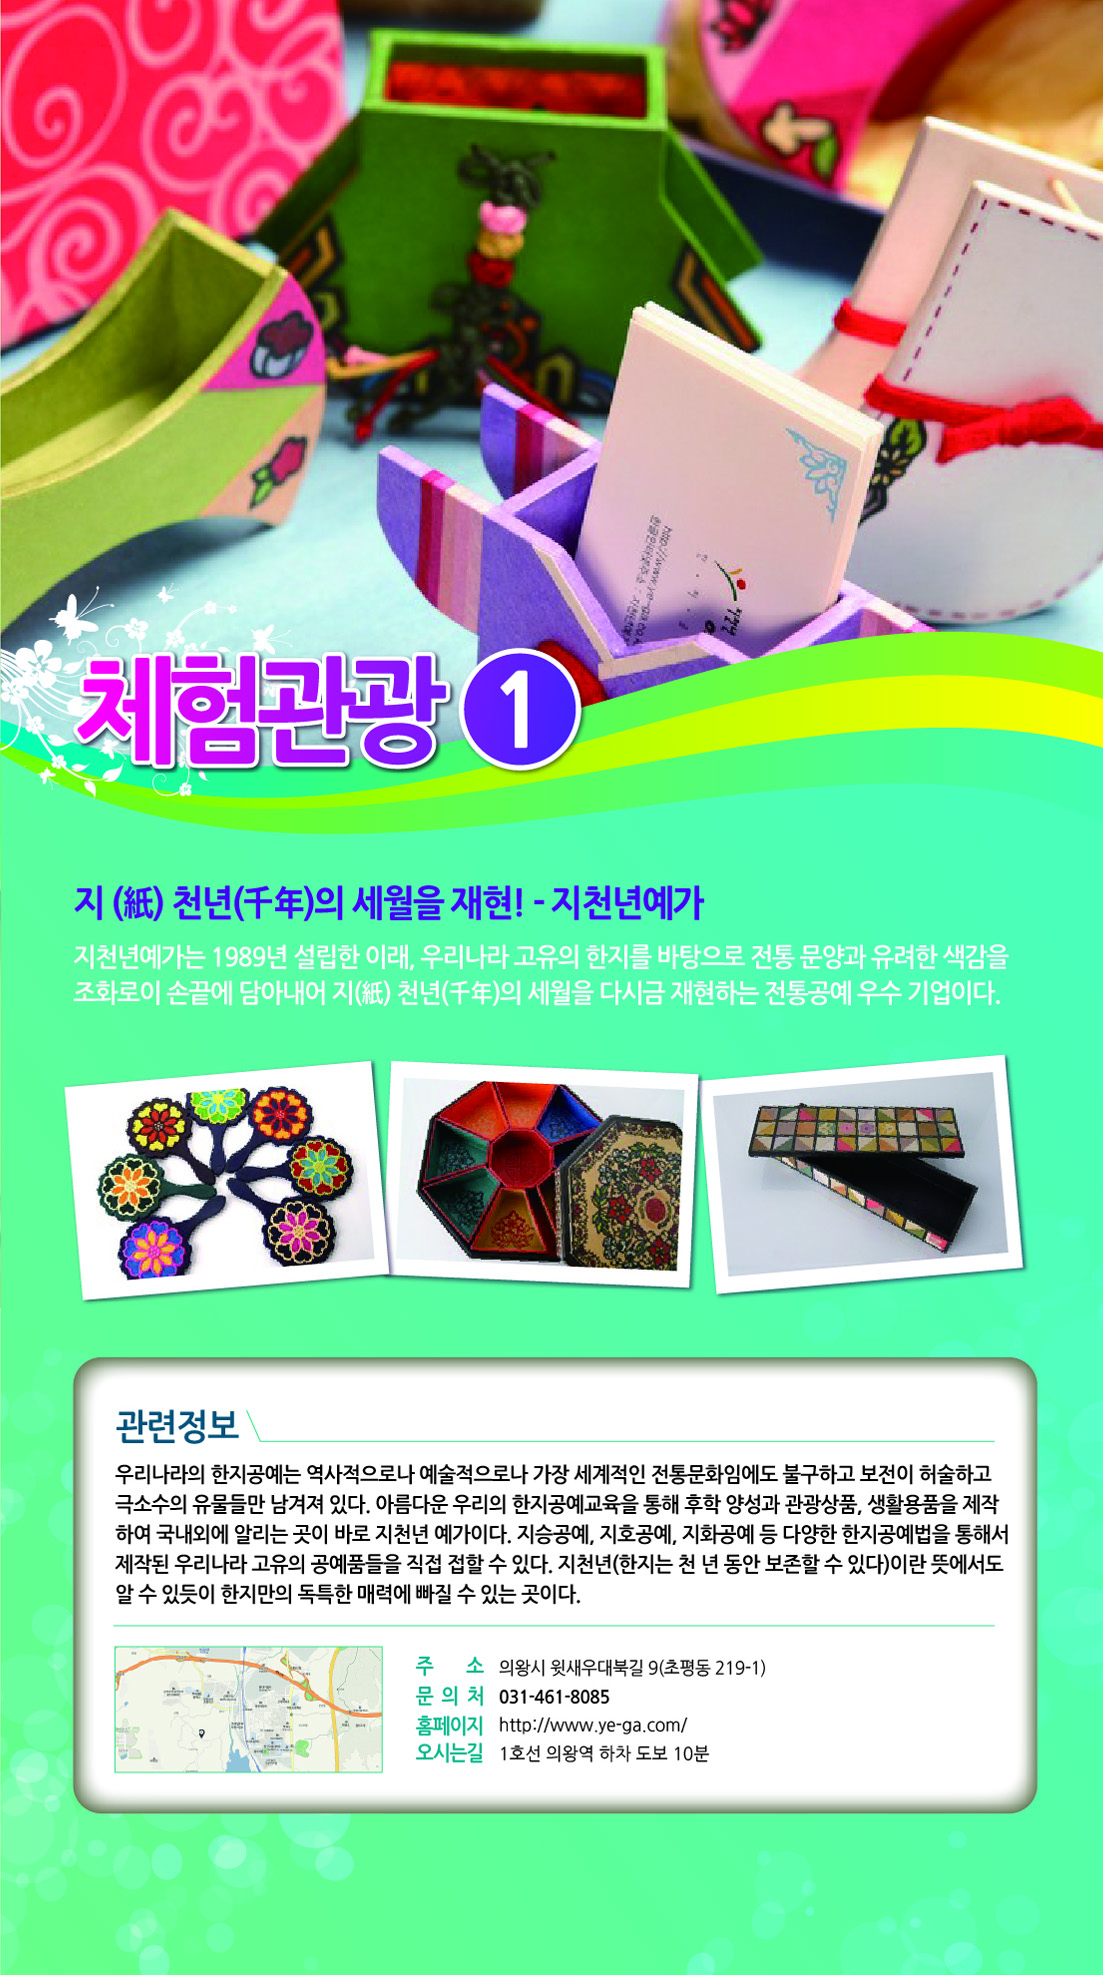 체험관광 1
지 (紙) 천년(千年)의 세월을 재현! - 지천년예가
지천년예가는 1989년 설립한 이래, 우리나라 고유의 한지를 바탕으로 전통 문양과 유려한 색감을
조화로이 손끝에 담아내어 지(紙) 천년(千年)의 세월을 다시금 재현하는 전통공예 우수 기업이다.
관련정보
우리나라의 한지공예는 역사적으로나 예술적으로나 가장 세계적인 전통문화임에도 불구하고 보전이 허술하고
극소수의 유물들만 남겨져 있다. 아름다운 우리의 한지공예교육을 통해 후학 양성과 관광상품, 생활용품을 제작
하여 국내외에 알리는 곳이 바로 지천년 예가이다. 지승공예, 지호공예, 지화공예 등 다양한 한지공예법을 통해서
제작된 우리나라 고유의 공예품들을 직접 접할 수 있다. 지천년(한지는 천 년 동안 보존할 수 있다)이란 뜻에서도
알 수 있듯이 한지만의 독특한 매력에 빠질 수 있는 곳이다.
주 소 의왕시 윗새우대북길 9(초평동 219-1)
문 의 처 031-461-8085
홈페이지 http://www.ye-ga.com/
오시는길 1호선 의왕역 하차 도보 10분